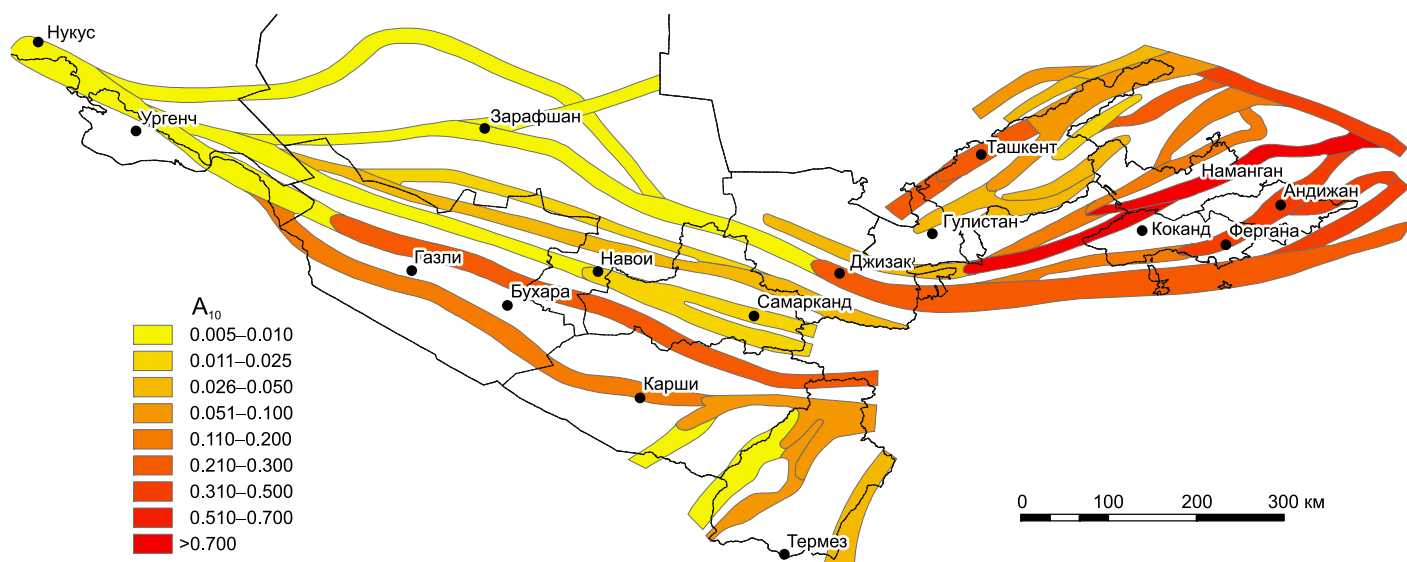 Нукус
Ургенч
Зарафшан
Ташкент
Наманган
Андижан
Гулистан
Коканд
Фергана
Газли
Навои
Джизак
Бухара
Самарканд
Карши
Термез
A₁₀
0.005–0.010
0.011–0.025
0.026–0.050
0.051–0.100
0.110–0.200
0.210–0.300
0.310–0.500
0.510–0.700
>0.700
0 100 200 300 км